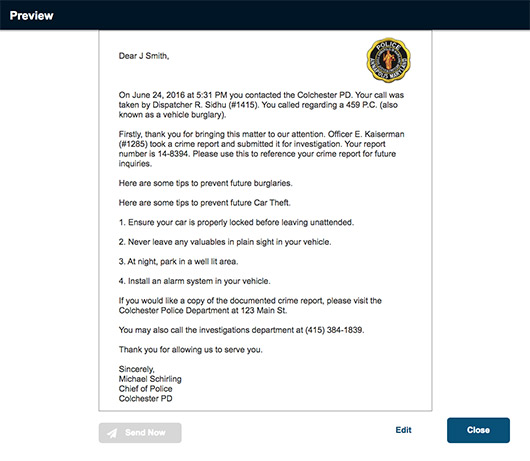 Preview
Dear J Smith,
POLICE
ANNAPOLIS MARYLAND
On June 24, 2016 at 5:31 PM you contacted the Colchester PD. Your call was
taken by Dispatcher R. Sidhu (#1415). You called regarding a 459 P.C. (also
known as a vehicle burglary).
Firstly, thank you for bringing this matter to our attention. Officer E. Kaiserman
(#1285) took a crime report and submitted it for investigation. Your report
number is 14-8394. Please use this to reference your crime report for future
inquiries.
Here are some tips to prevent future burglaries.
Here are some tips to prevent future Car Theft.
1. Ensure your car is properly locked before leaving unattended.
2. Never leave any valuables in plain sight in your vehicle.
3. At night, park in a well lit area.
4. Install an alarm system in your vehicle.
If you would like a copy of the documented crime report, please visit the
Colchester Police Department at 123 Main St.
You may also call the investigations department at (415) 384-1839.
Thank you for allowing us to serve you.
Sincerely,
Michael Schirling
Chief of Police
Colchester PD
Send Now
Edit
Close